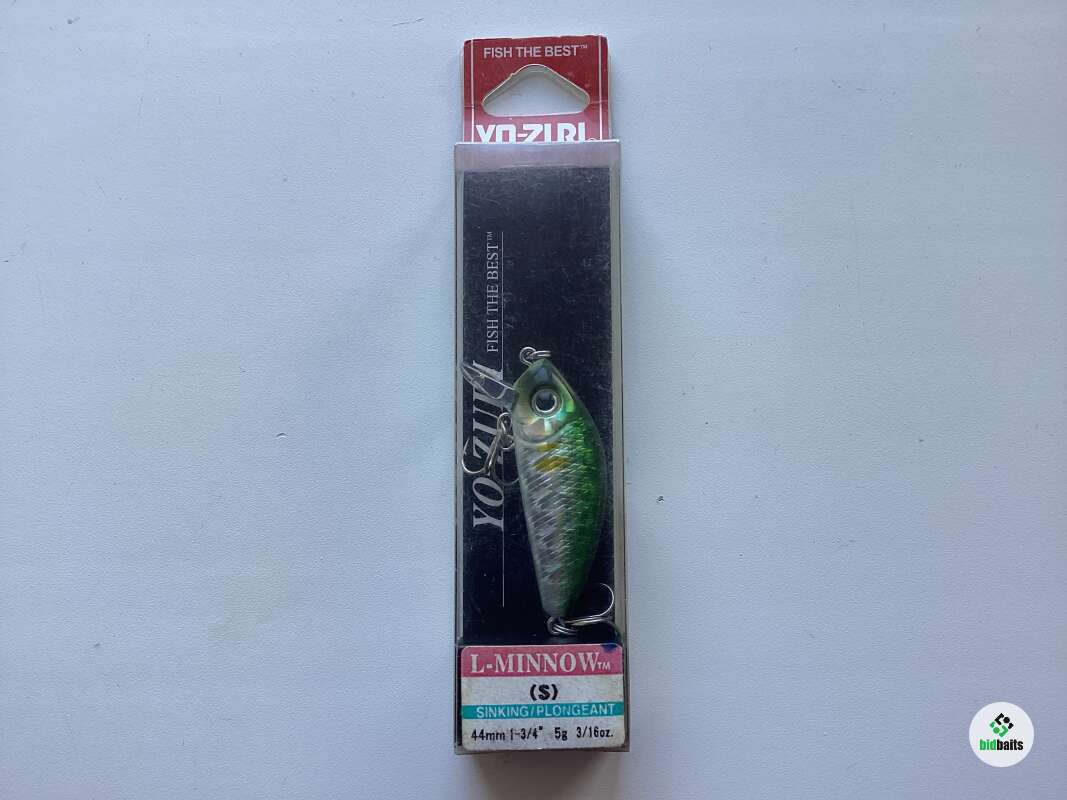 FISH THE BEST™
YO-ZURI®
YO-ZURI
FISH THE BEST™
L-MINNOW™
(S)
SINKING/PLONGEANT
44mm 1-3/4" 5g 3/16oz.
bidbaits